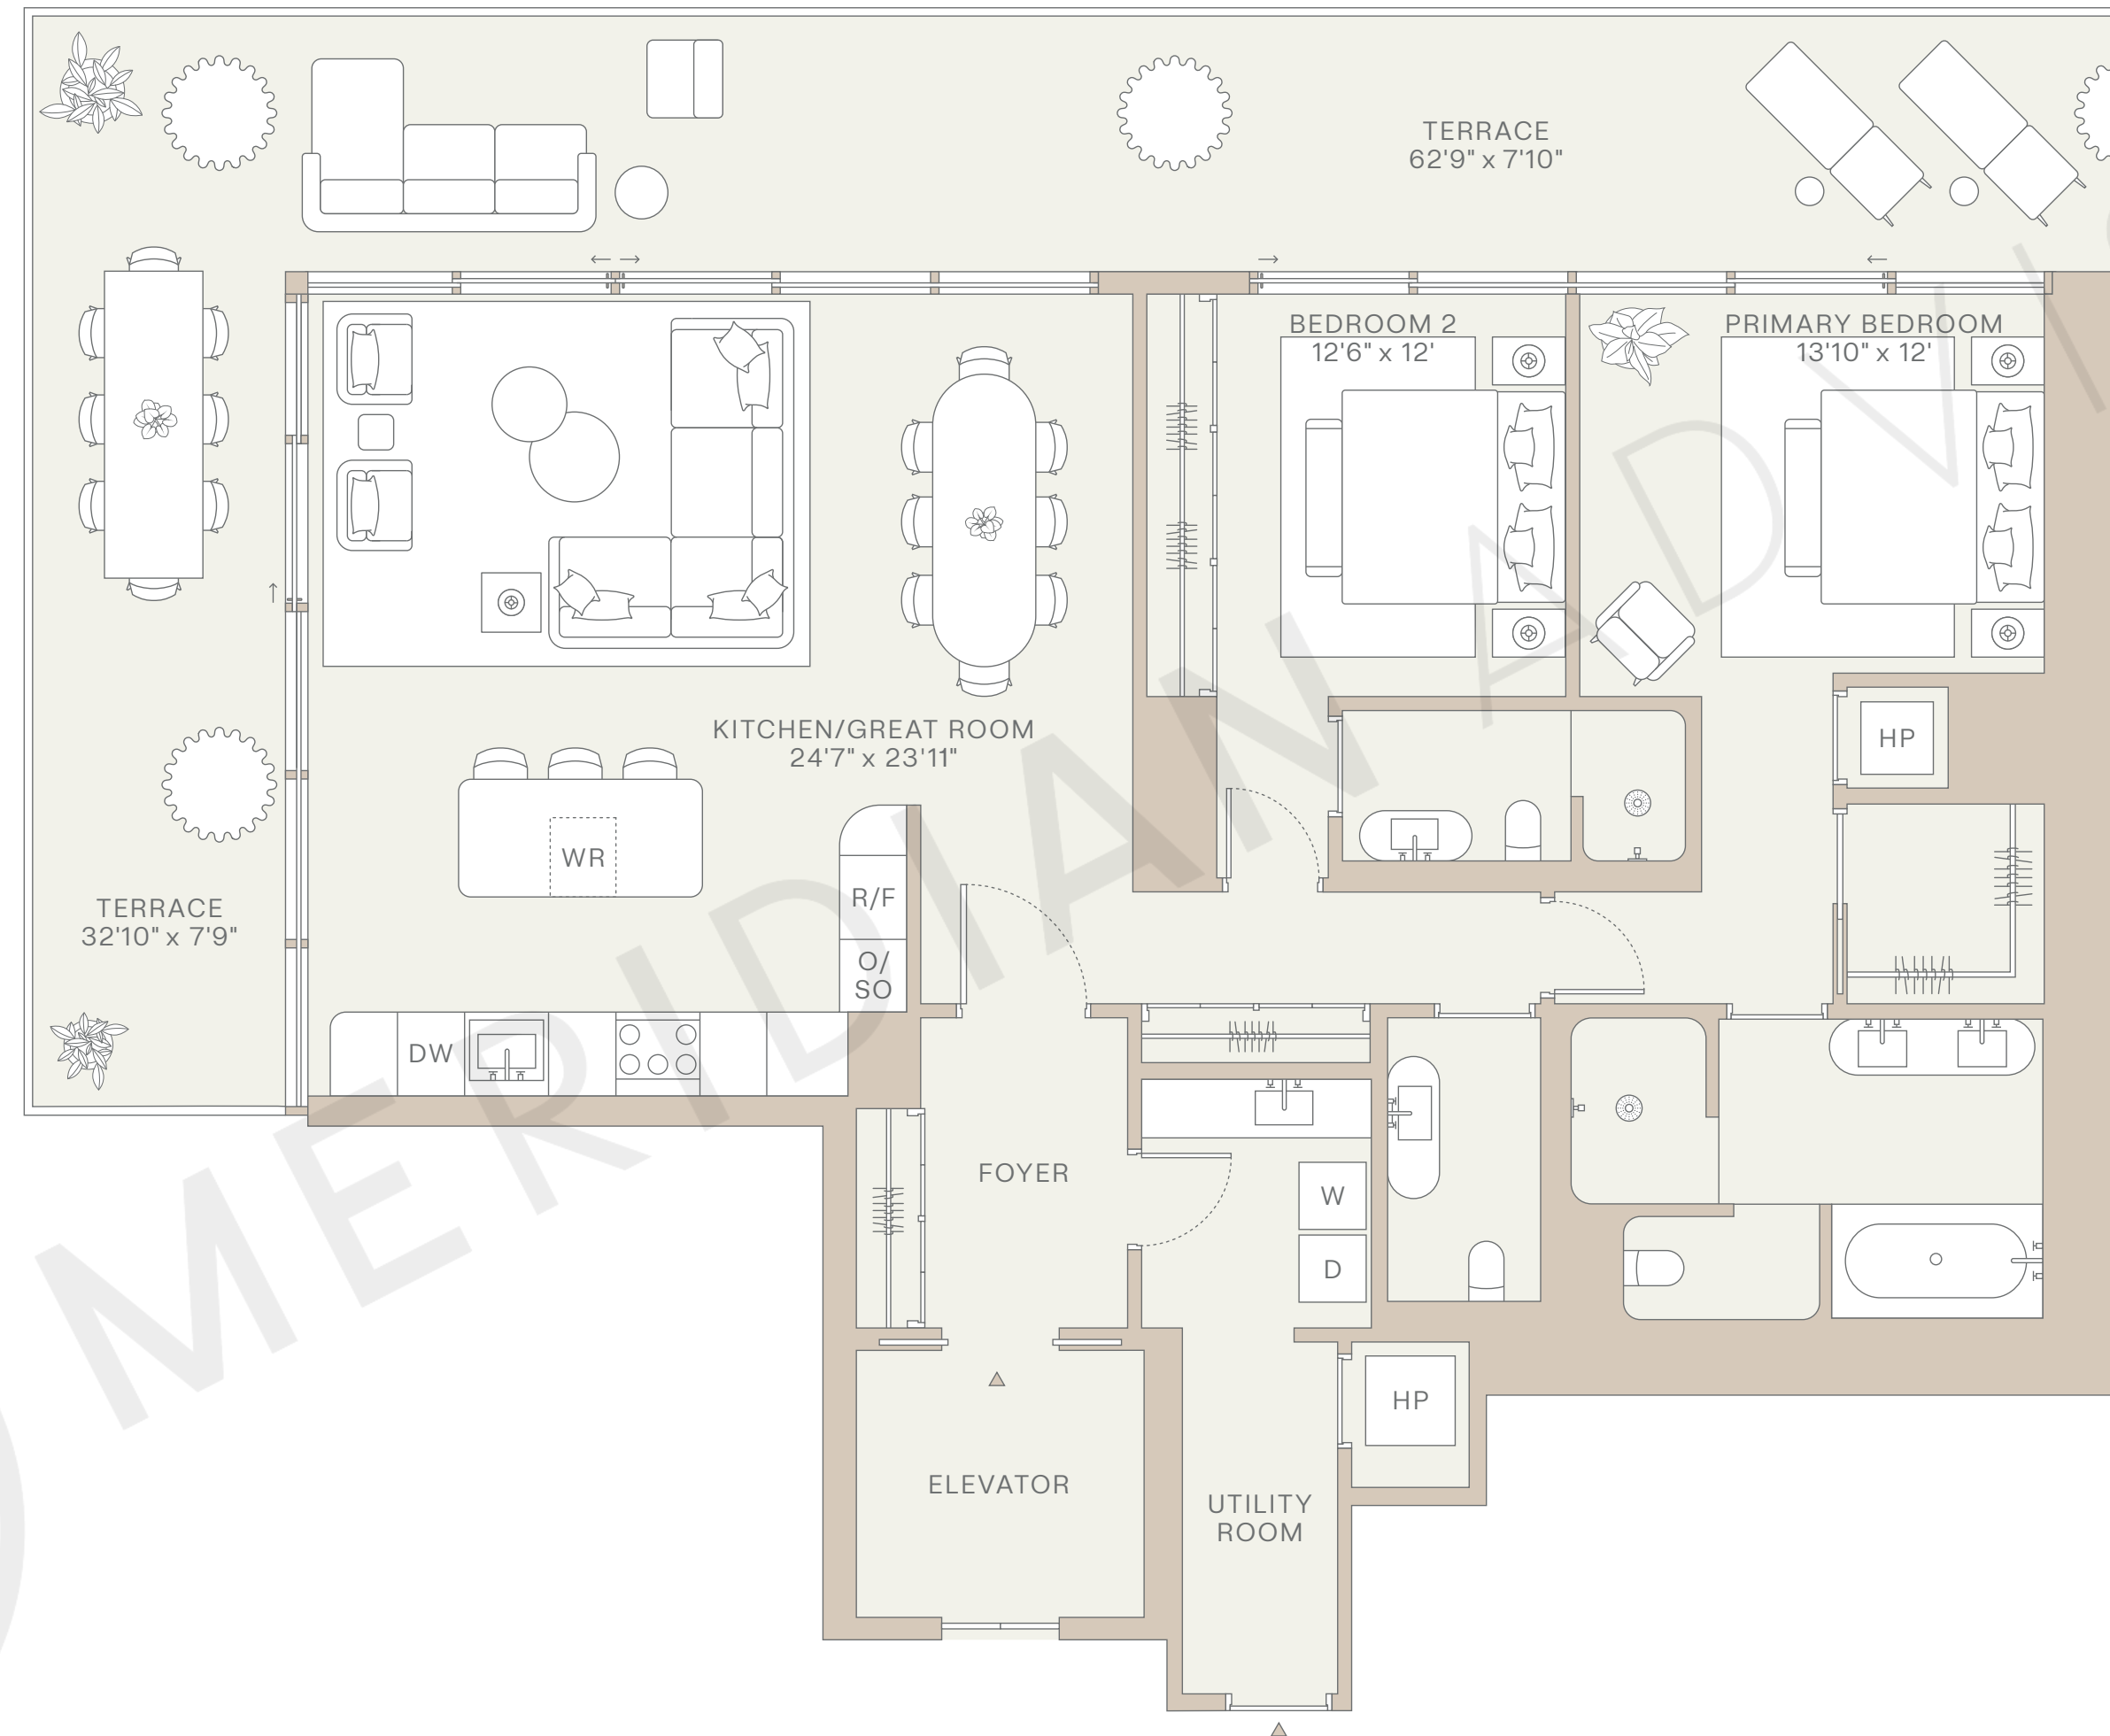 TERRACE
62'9" x 7'10"
BEDROOM 2
12'6" x 12'
PRIMARY BEDROOM
13'10" x 12'
KITCHEN/GREAT ROOM
24'7" x 23'11"
HP
WR
R/F
O/
SO
TERRACE
32'10" x 7'9"
DW
FOYER
W
D
HP
ELEVATOR
UTILITY
ROOM
MERIDIAN